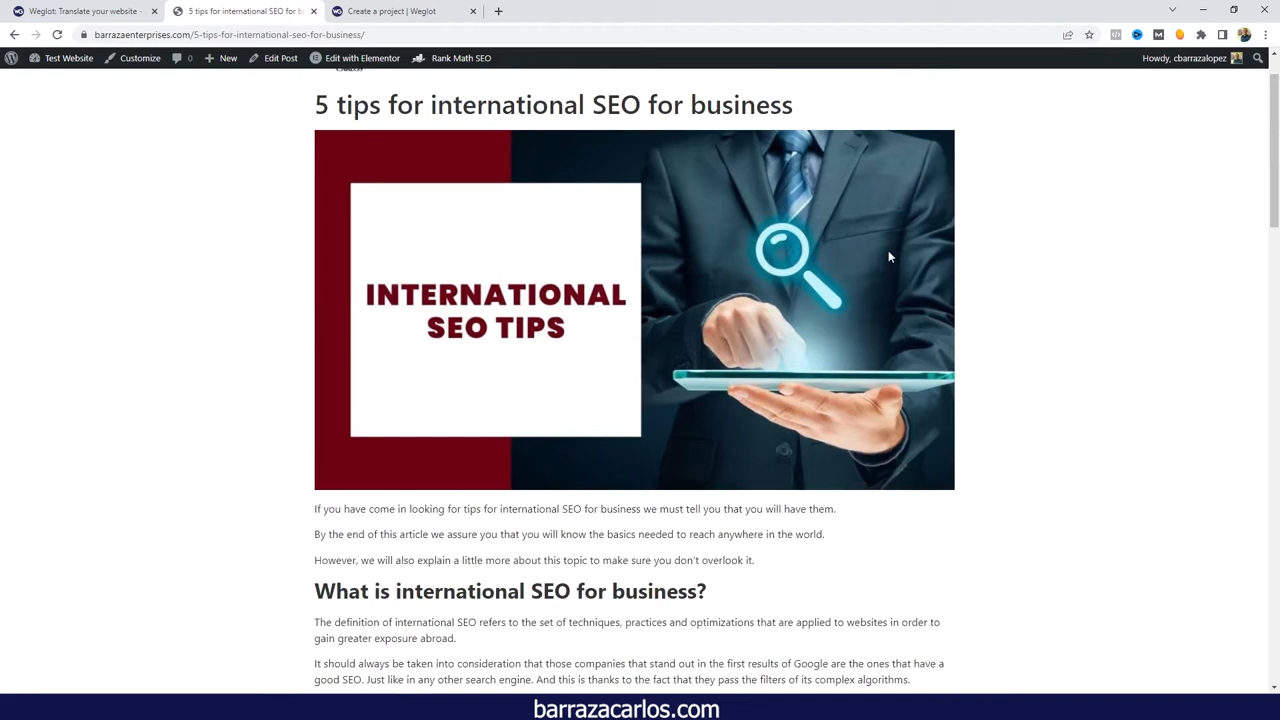 Weglot: Translate your website -
5 tips for international SEO for b
Create a project | Weglot
barrazaenterprises.com/5-tips-for-international-seo-for-business/
Test Website
Customize
0
New
Edit Post
Edit with Elementor
Rank Math SEO
Howdy, cbarrazalopez
5 tips for international SEO for business
INTERNATIONAL
SEO TIPS
If you have come in looking for tips for international SEO for business we must tell you that you will have them.
By the end of this article we assure you that you will know the basics needed to reach anywhere in the world.
However, we will also explain a little more about this topic to make sure you don't overlook it.
What is international SEO for business?
The definition of international SEO refers to the set of techniques, practices and optimizations that are applied to websites in order to
gain greater exposure abroad.
It should always be taken into consideration that those companies that stand out in the first results of Google are the ones that have a
good SEO. Just like in any other search engine. And this is thanks to the fact that they pass the filters of its complex algorithms.
barrazacarlos.com